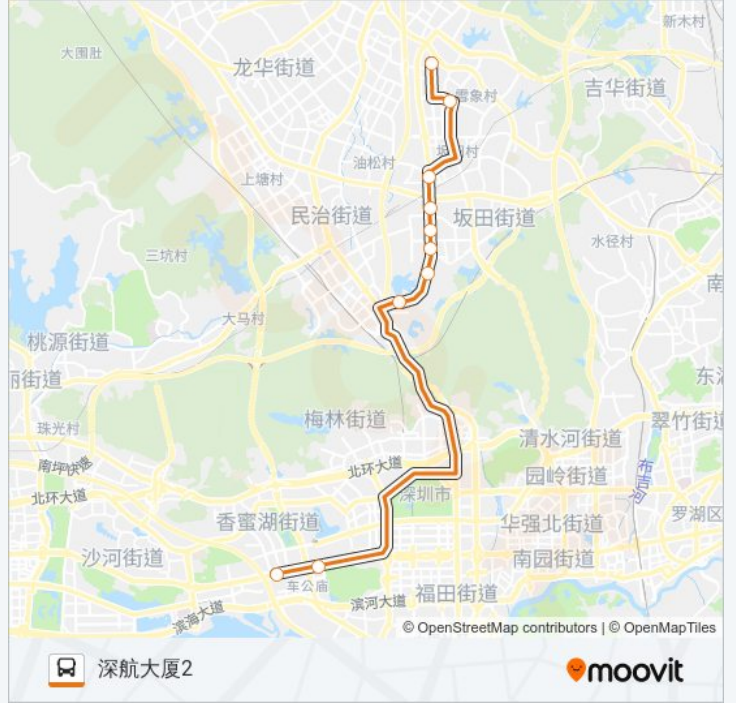 新木村
大围肚
龙华街道
吉华街道
雪象村
油松村
上塘村
民治街道
坂田街道
水径村
三坑村
南
大马村
桃源街道
丽街道
东
梅林街道
翠竹街
珠光村
清水河街道
南坪快速
北环大道
园岭街道
布吉河
北环大道
深圳市
罗湖区
香蜜湖街道
华强北街道
沙河街道
南园街道
车公庙
福田街道
滨河大道
滨海大道
© OpenStreetMap contributors | © OpenMapTiles
深航大厦2
moovit